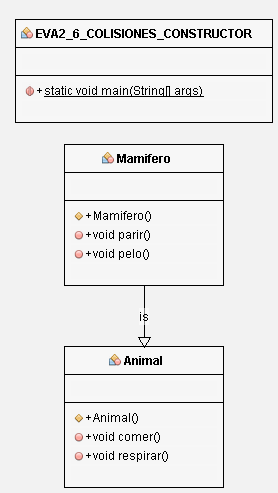 EVA2_6_COLISIONES_CONSTRUCTOR
+static void main(String[] args)
Mamifero
+Mamifero()
+void parir()
+void pelo()
is
Animal
+Animal()
+void comer()
+void respirar()